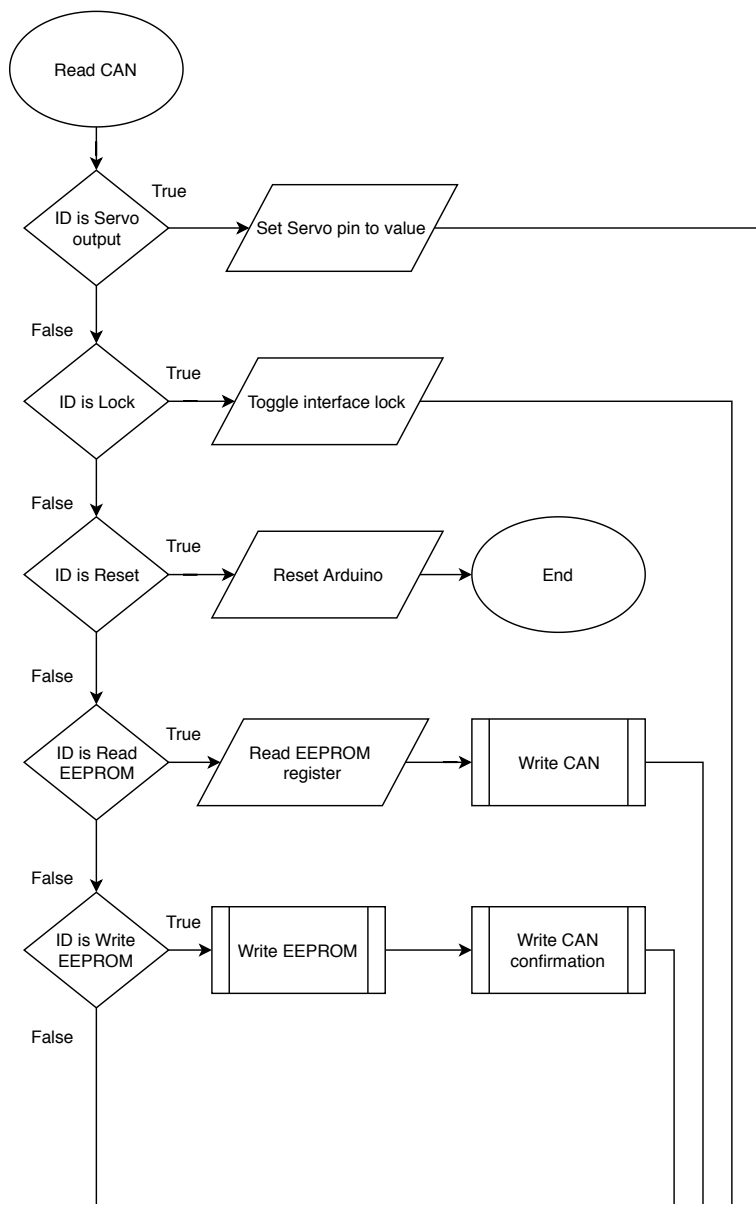 Read CAN
True
ID is Servo
output
Set Servo pin to value
False
True
ID is Lock
Toggle interface lock
False
True
ID is Reset
Reset Arduino
End
False
True
ID is Read
EEPROM
Read EEPROM
register
Write CAN
False
True
ID is Write
EEPROM
Write EEPROM
Write CAN
confirmation
False